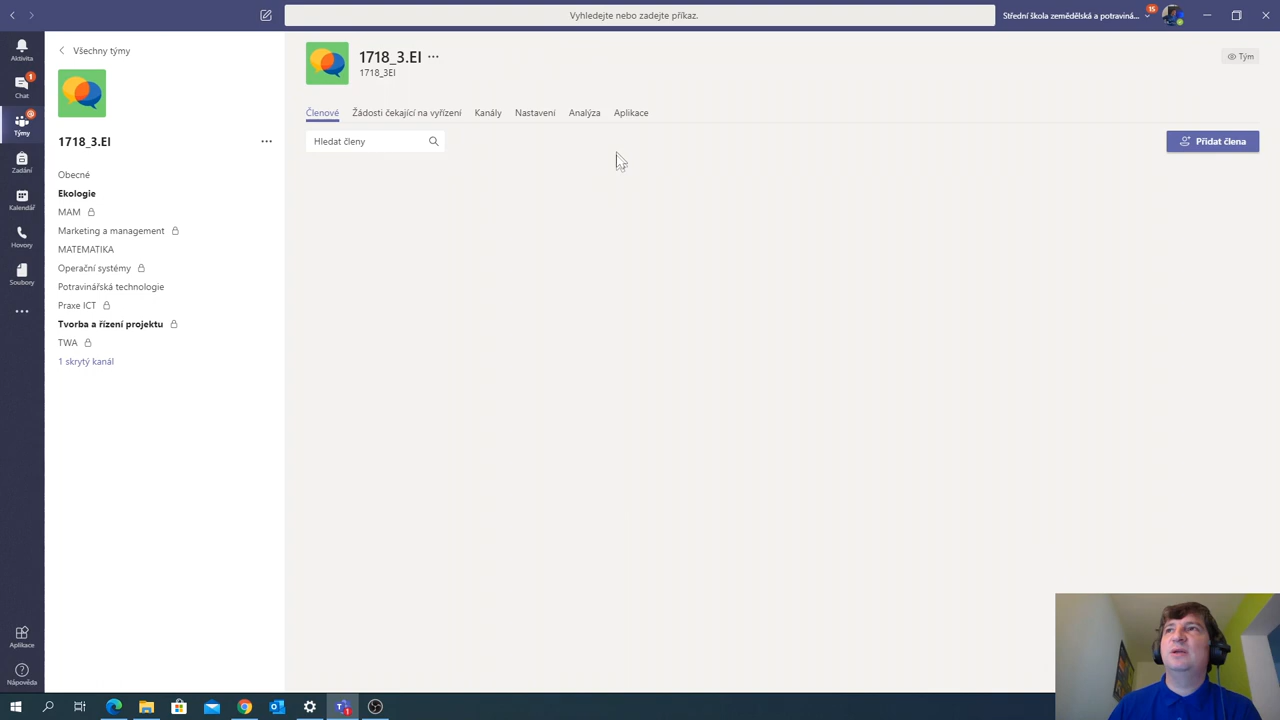 Vyhledejte nebo zadejte příkaz.
Střední škola zemědělská a potraviná...
15
Aktivita
Chat
1
Týmy
Zadání
Kalendář
Hovory
Soubory
Aplikace
Nápověda
Všechny týmy
1718_3.EI
Obecné
Ekologie
MAM
Marketing a management
MATEMATIKA
Operační systémy
Potravinářská technologie
Praxe ICT
Tvorba a řízení projektu
TWA
1 skrytý kanál
1718_3.EI
1718_3EI
Tým
Členové Žádosti čekající na vyřízení Kanály Nastavení Analýza Aplikace
Hledat členy
Přidat člena